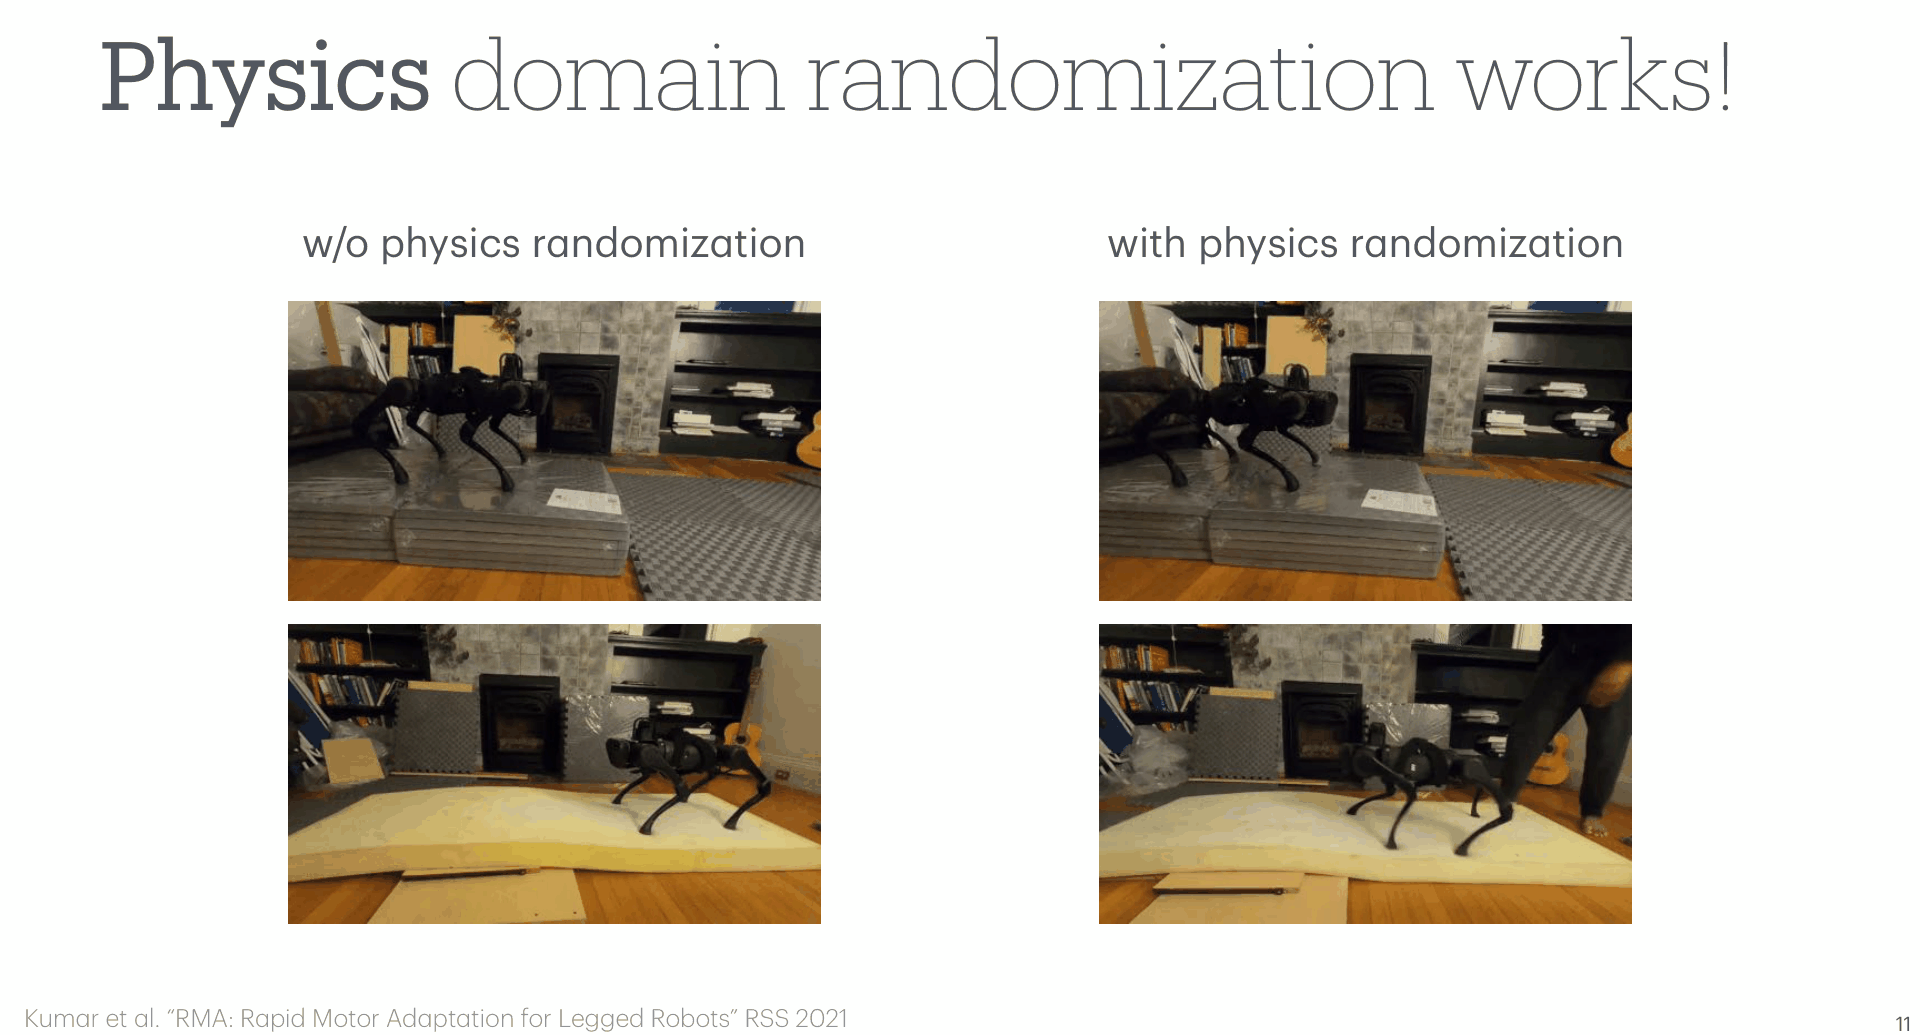 Physics domain randomization works!
w/o physics randomization
with physics randomization
Kumar et al. “RMA: Rapid Motor Adaptation for Legged Robots” RSS 2021
11